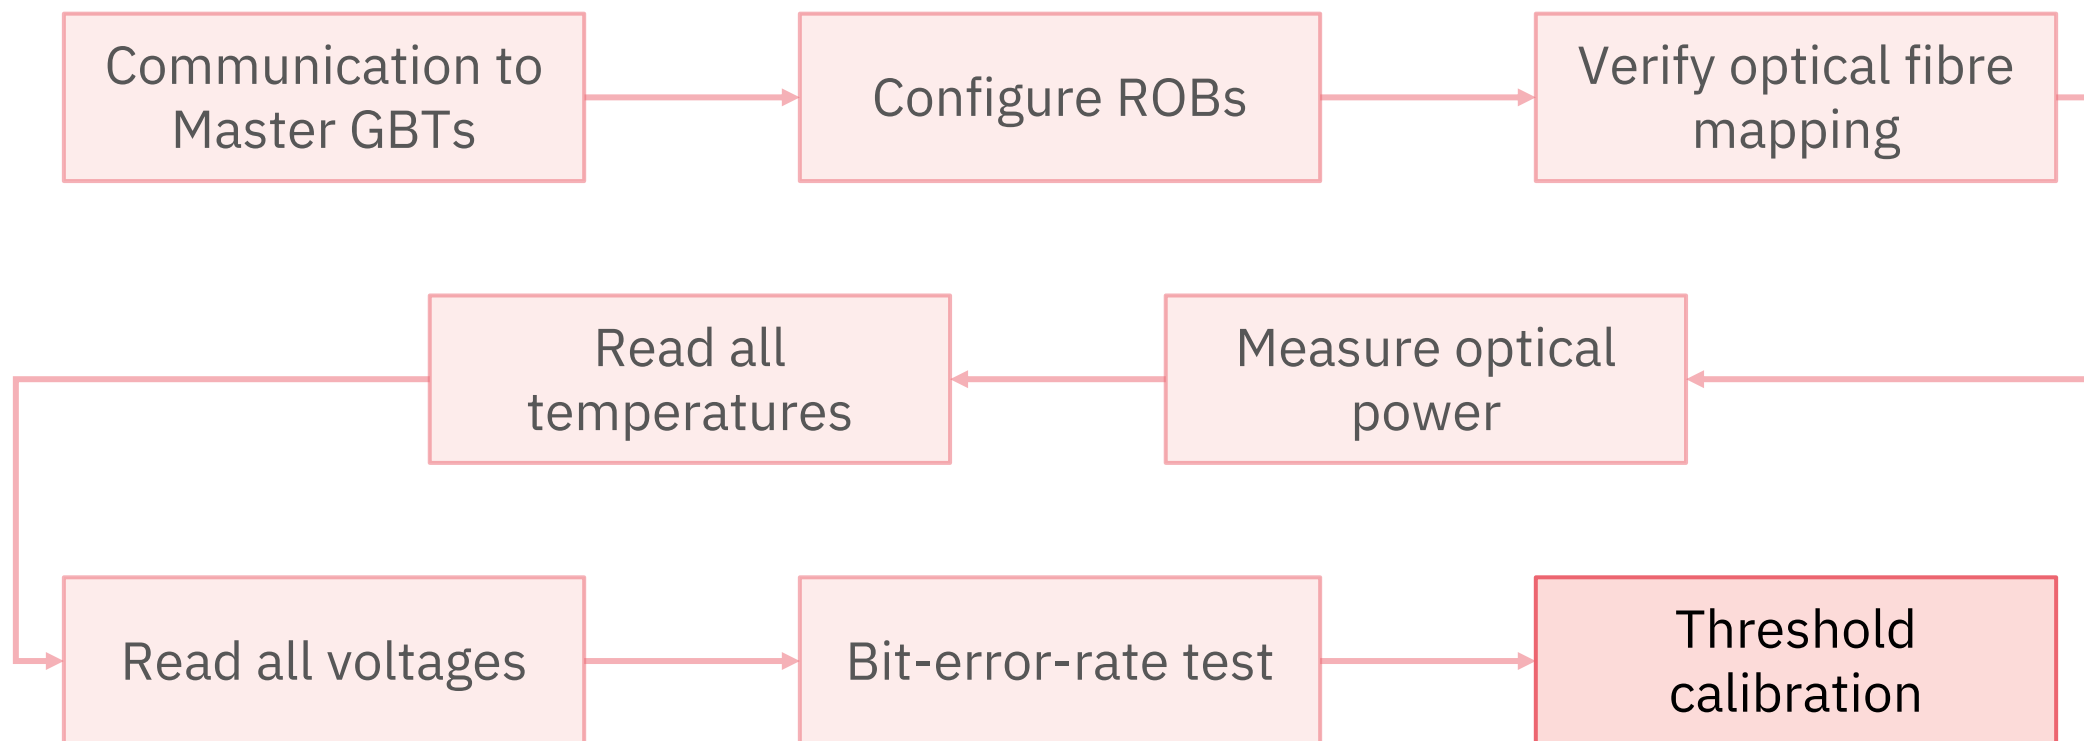 Communication to
Master GBTs
Configure ROBs
Verify optical fibre
mapping
Measure optical
power
Read all
temperatures
Read all voltages
Bit-error-rate test
Threshold
calibration